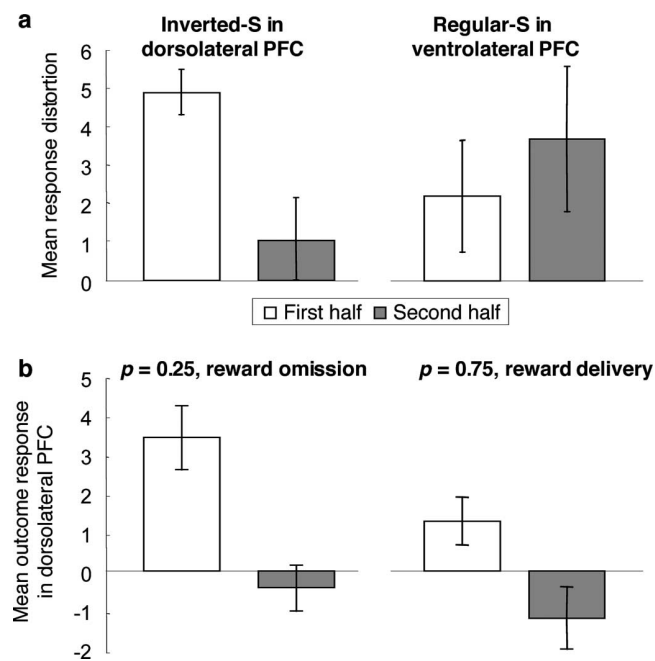 a
Inverted-S in
dorsolateral PFC
Regular-S in
ventrolateral PFC
Mean response distortion
6
5
4
3
2
1
0
First half
Second half
b
p = 0.25, reward omission
p = 0.75, reward delivery
Mean outcome response
in dorsolateral PFC
5
4
3
2
1
0
-1
-2